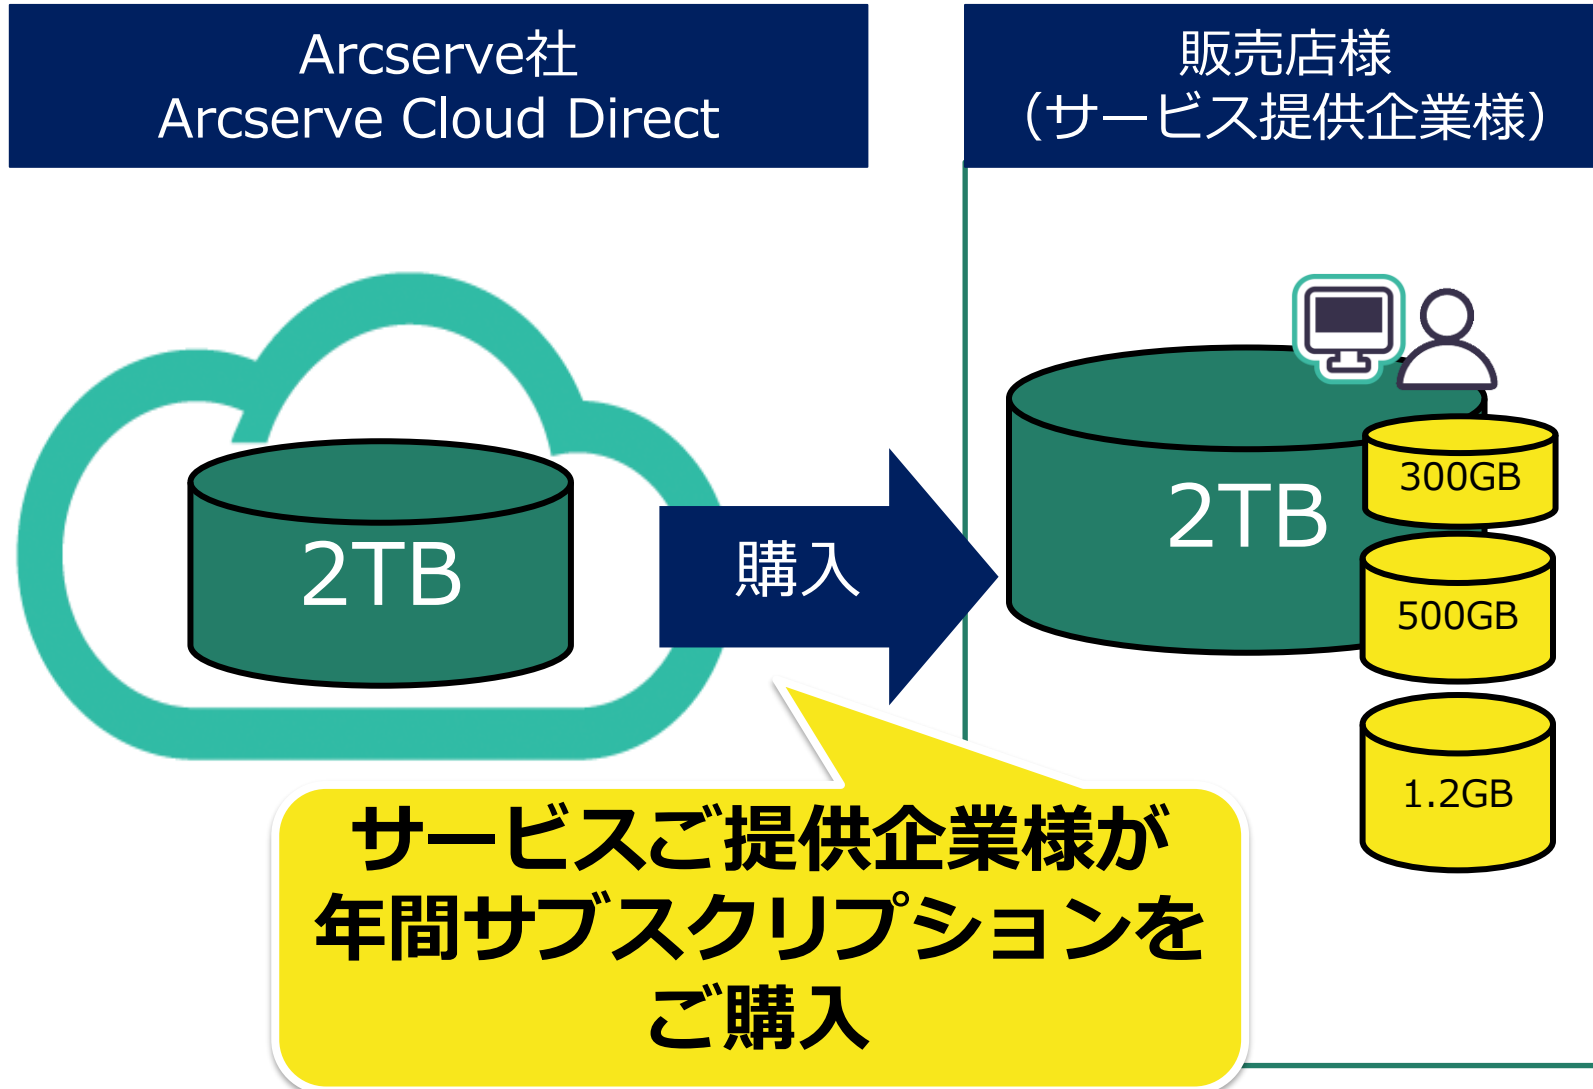 Arcserve社
Arcserve Cloud Direct
販売店様
（サービス提供企業様）
2TB
購入
2TB
300GB
500GB
1.2GB
サービスご提供企業様が
年間サブスクリプションを
ご購入